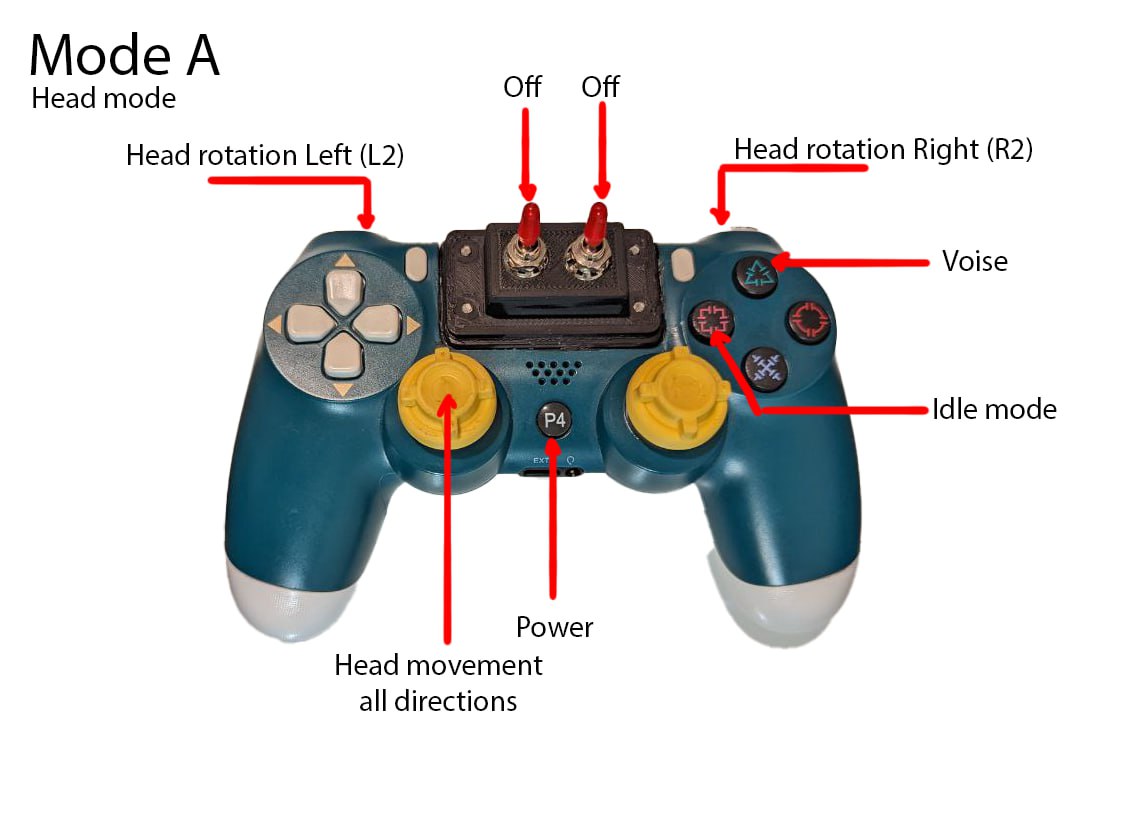 Mode A
Head mode
Off
Off
Head rotation Left (L2)
Head rotation Right (R2)
Voise
Idle mode
P4
EXT
Power
Head movement
all directions